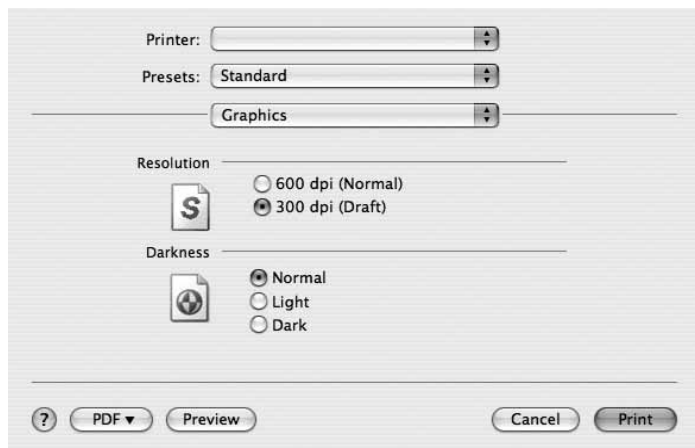 Printer:
Presets: Standard
Graphics
Resolution
600 dpi (Normal)
S
300 dpi (Draft)
Darkness
Normal
Light
Dark
? PDF Preview Cancel Print